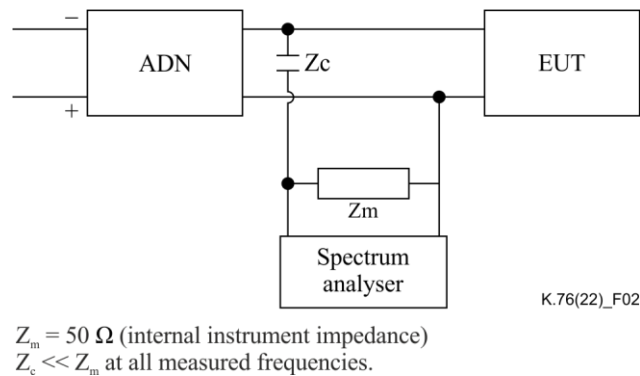 −
ADN
Zc
EUT
+
Zm
Spectrum
analyser
K.76(22)_F02
Zm = 50 Ω (internal instrument impedance)
Zc << Zm at all measured frequencies.